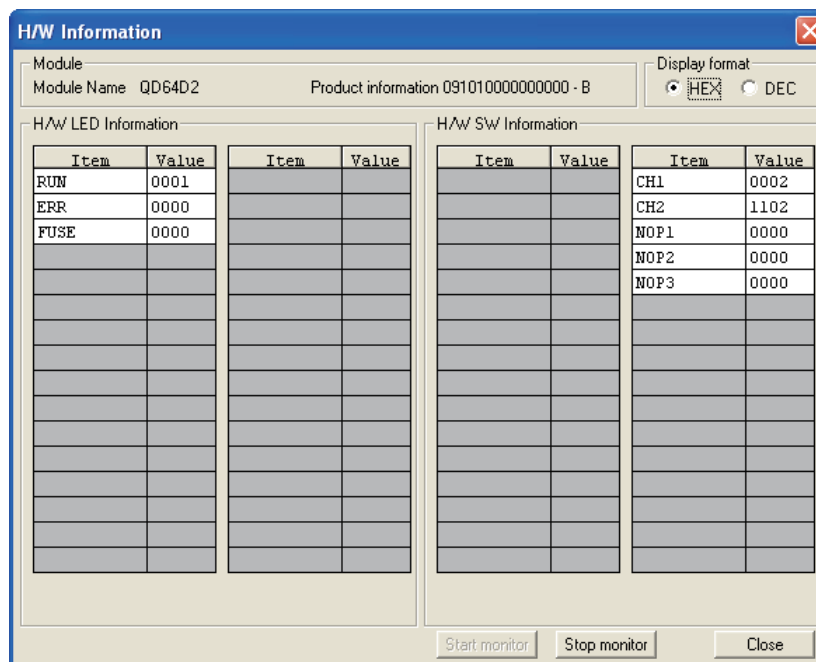 H/W Information
Module
Module Name QD64D2
Product information 091010000000000 - B
Display format
HEX
DEC
H/W LED Information
Item Value Item Value
RUN 0001
ERR 0000
FUSE 0000
H/W SW Information
Item Value Item Value
CH1 0002
CH2 1102
NOP1 0000
NOP2 0000
NOP3 0000
Start monitor
Stop monitor
Close